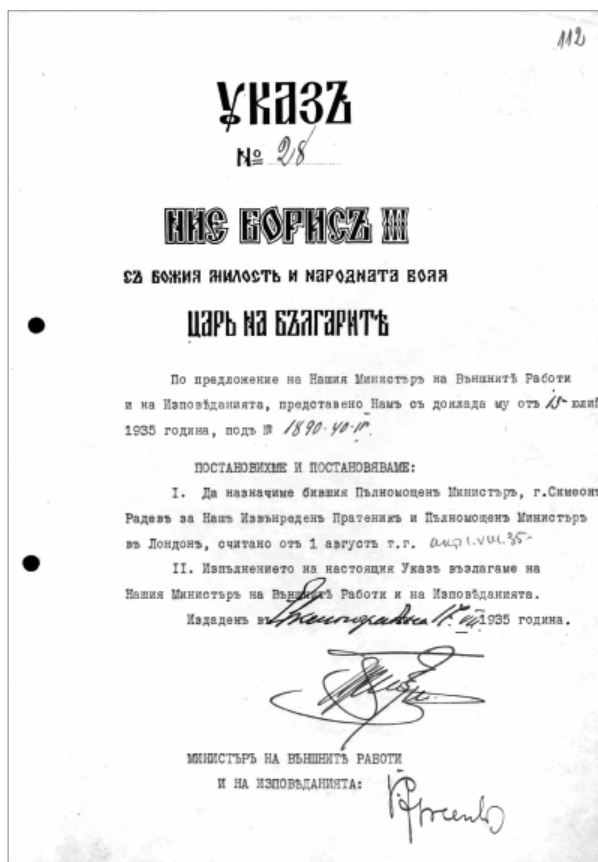 112
УКАЗЪ
№ 28
НИЕ БОРИСЪ III
СЪ БОЖИЯ МИЛОСТЬ И НАРОДНАТА ВОЛЯ
ЦАРЬ НА БЪЛГАРИТѢ
По предложение на Нашия Министъръ на Външнитѣ Работи
и на Изповѣданията, представено Намъ съ доклада му отъ 15 юлий
1935 година, подъ № 1890-40-II
ПОСТАНОВИХМЕ И ПОСТАНОВЯВАМЕ:
I. Да назначиме бившия Пълномощенъ Министъръ, г.Симеонъ
Радевъ за Нашъ Извънреденъ Пратеникъ и Пълномощенъ Министъръ
въ Лондонъ, считано отъ 1 августъ т.г. 1.VIII.35-
II. Изпълнението на настоящия Указъ възлагаме на
Нашия Министъръ на Външнитѣ Работи и на Изповѣданията.
Издаденъ въ 1935 година.
МИНИСТЪРЪ НА ВЪНШНИТѢ РАБОТИ
И НА ИЗПОВѢДАНИЯТА: